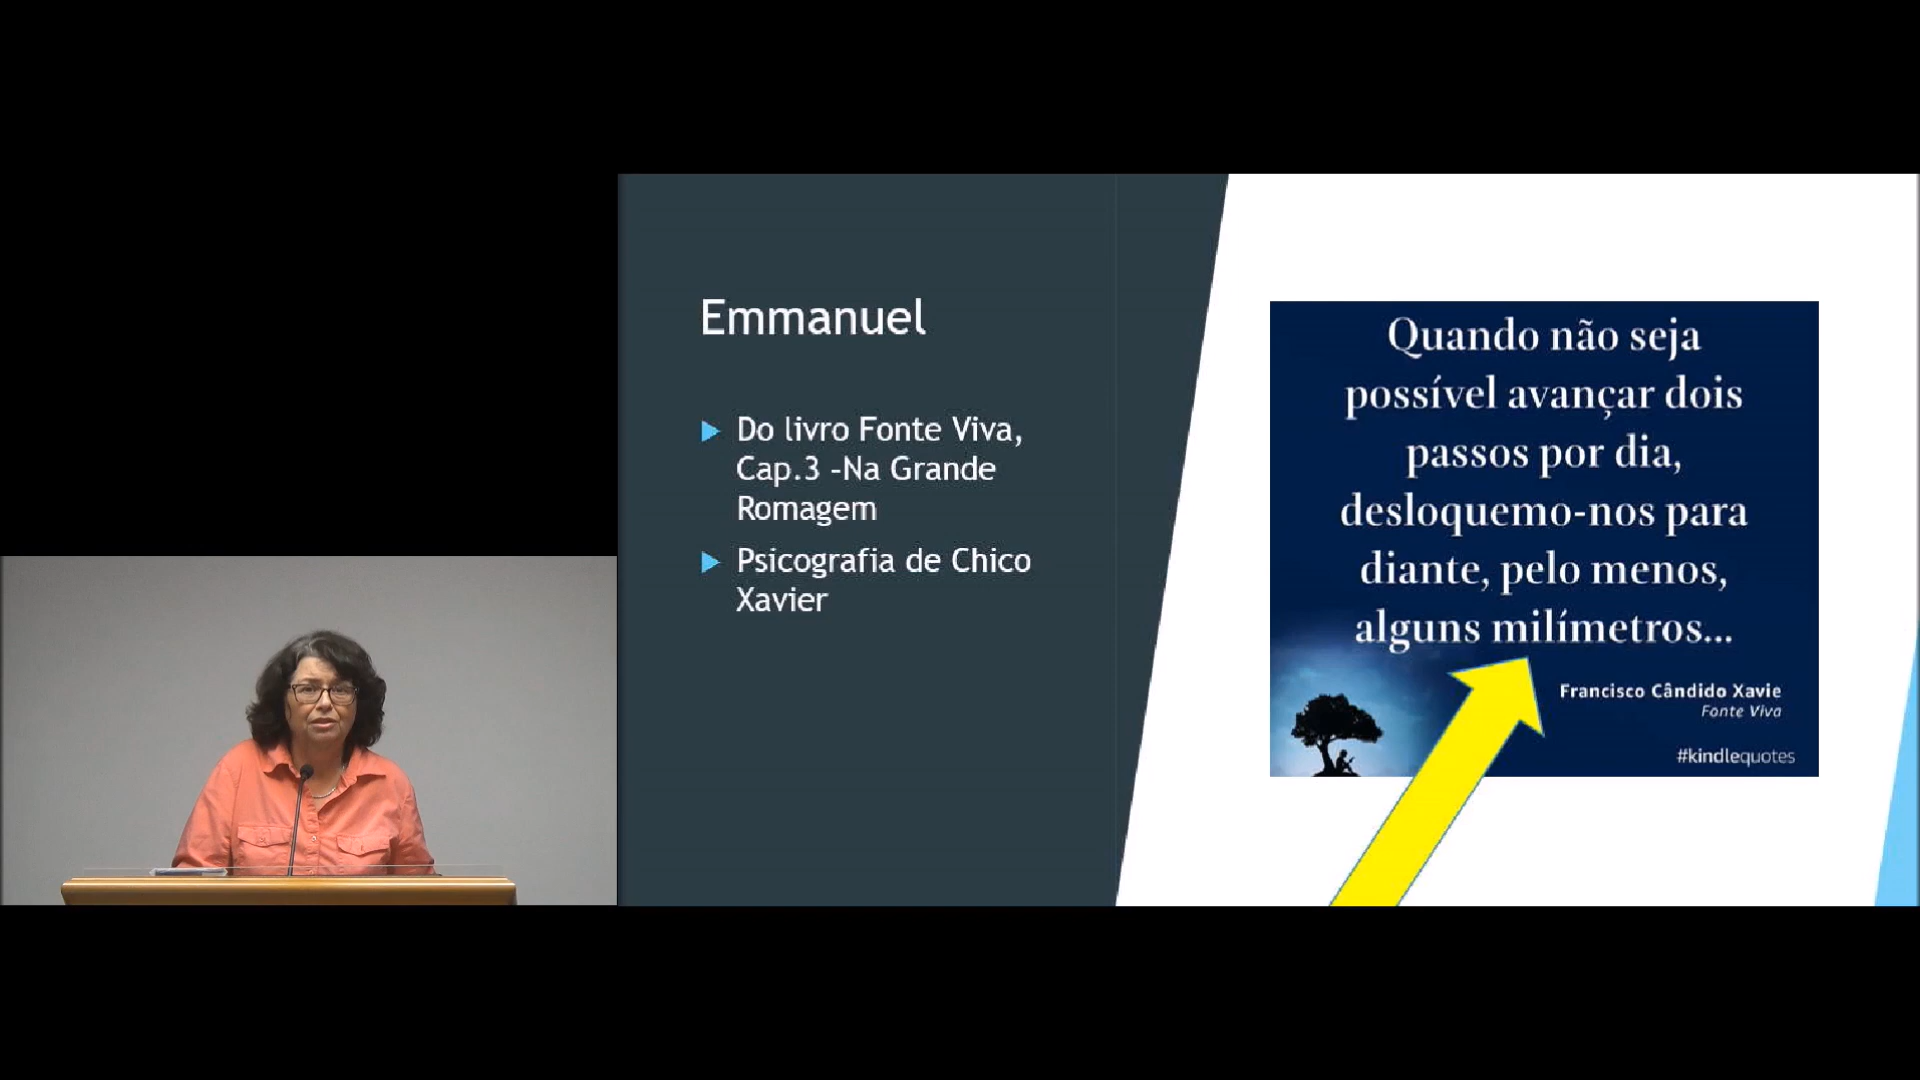 Emmanuel
Do livro Fonte Viva,
Cap.3 -Na Grande
Romagem
Psicografia de Chico
Xavier
Quando não seja
possível avançar dois
passos por dia,
desloquemo-nos para
diante, pelo menos,
alguns milímetros...
Francisco Cândido Xavie
Fonte Viva
#kindlequotes